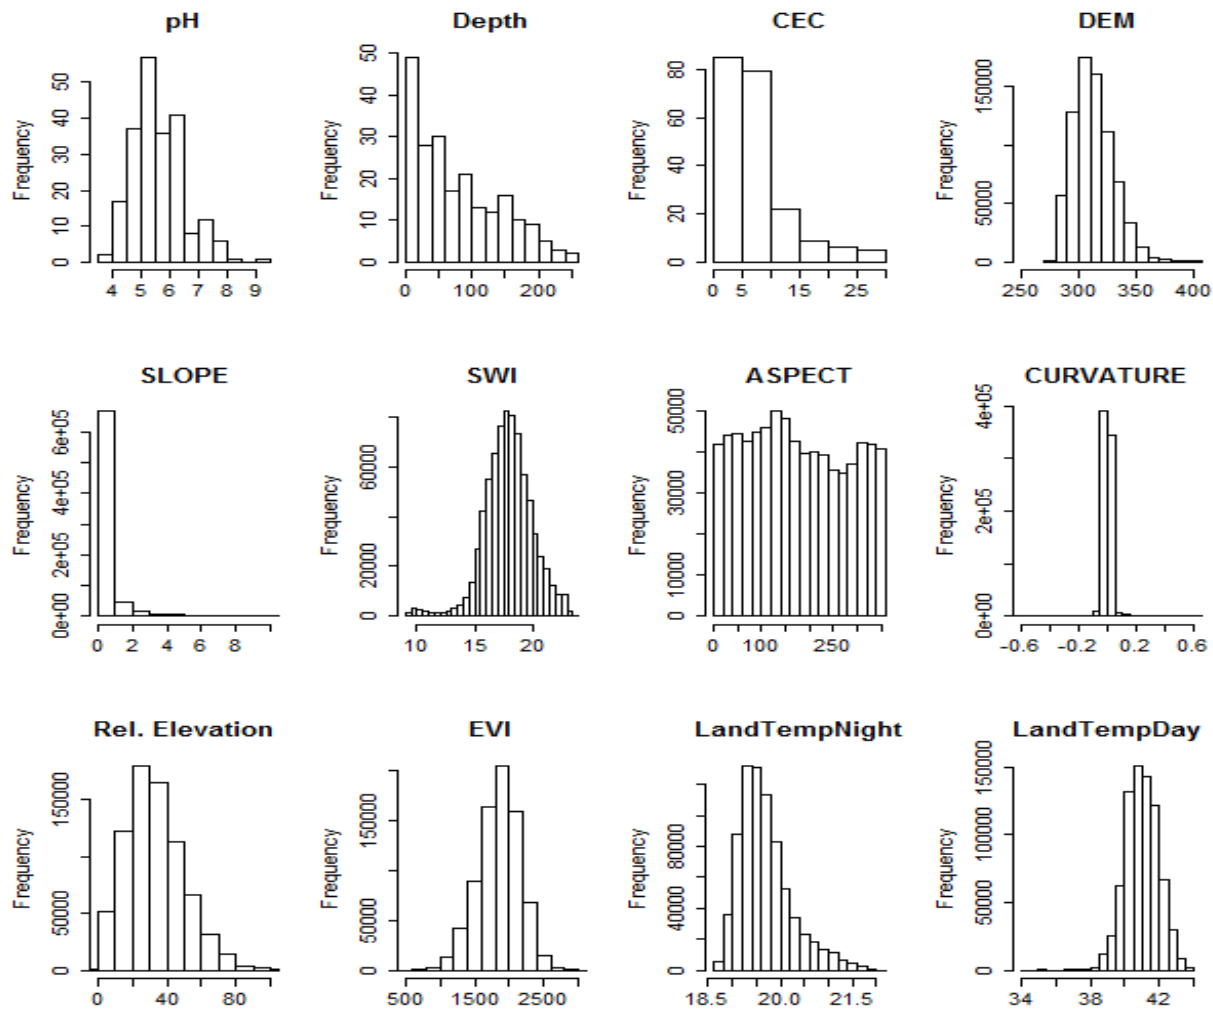 pH Depth CEC DEM
Frequency
0 10 20 30 40 50
4 5 6 7 8 9
Frequency
0 10 20 30 40 50
0 100 200
Frequency
0 20 40 60 80
0 5 15 25
Frequency
0 50000 150000
250 300 350 400
SLOPE SWI ASPECT CURVATURE
Frequency
0e+00 2e+05 4e+05 6e+05
0 2 4 6 8
Frequency
0 20000 60000
10 15 20
Frequency
0 10000 30000 50000
0 100 250
Frequency
0e+00 2e+05 4e+05
-0.6 -0.2 0.2 0.6
Rel. Elevation EVI LandTempNight LandTempDay
Frequency
0 50000 150000
0 40 80
Frequency
0 50000 150000
500 1500 2500
Frequency
0 40000 80000
18.5 20.0 21.5
Frequency
0 50000 100000 150000
34 38 42